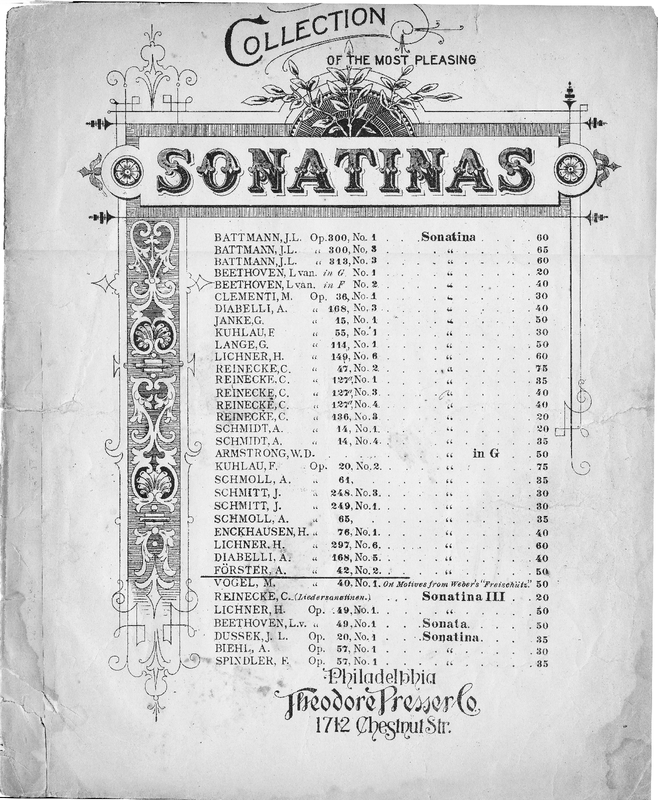 COLLECTION
OF THE MOST PLEASING
SONATINAS
BATTMANN, J.L. Op. 300, No. 1 . . . Sonatina . . . . . 60
BATTMANN, J.L. „ 300, No. 3 . . . . „ . . . . . 65
BATTMANN, J.L. „ 313, No. 3 . . . . „ . . . . . 60
BEETHOVEN, L van. in G No. 1 . . . . „ . . . . . 20
BEETHOVEN, L van. in F No. 2 . . . . „ . . . . . 40
CLEMENTI, M. Op. 36, No. 1 . . . . „ . . . . . 30
DIABELLI, A. „ 168, No. 3 . . . . „ . . . . . 40
JANKE, G. „ 15, No. 1 . . . . „ . . . . . 50
KUHLAU, F „ 55, No. 1 . . . . „ . . . . . 30
LANGE, G. „ 114, No. 1 . . . . „ . . . . . 50
LICHNER, H. „ 149, No. 6 . . . . „ . . . . . 60
REINECKE, C. „ 47, No. 2 . . . . „ . . . . . 75
REINECKE, C. „ 127ª, No. 1 . . . . „ . . . . . 35
REINECKE, C. „ 127ª, No. 3 . . . . „ . . . . . 40
REINECKE, C. „ 127ª, No. 4 . . . . „ . . . . . 40
REINECKE, C. „ 136, No. 3 . . . . „ . . . . . 20
SCHMIDT, A. „ 14, No. 1 . . . . „ . . . . . 20
SCHMIDT, A. „ 14, No. 4 . . . . „ . . . . . 35
ARMSTRONG, W.D. . . . . . „ in G . . . 50
KUHLAU, F. Op. 20, No. 2 . . . . „ . . . . . 75
SCHMOLL, A. „ 61, . . . . „ . . . . . 35
SCHMITT, J. „ 248, No. 3 . . . . „ . . . . . 30
SCHMITT, J. „ 249, No. 1 . . . . „ . . . . . 30
SCHMOLL, A. „ 65, . . . . „ . . . . . 35
ENCKHAUSEN, H. „ 76, No. 1 . . . . „ . . . . . 40
LICHNER, H. „ 297, No. 6 . . . . „ . . . . . 60
DIABELLI, A. „ 168, No. 5 . . . . „ . . . . . 40
FÖRSTER, A. „ 42, No. 2 . . . . „ . . . . . 50
VOGEL, M. „ 40, No. 1. On Motives from Weber's "Freischütz." 50
REINECKE, C. (Liedersonatinen.) Sonatina III . . . 20
LICHNER, H. Op. 49, No. 1 . . . . „ . . . . . 50
BEETHOVEN, L.v. „ 49, No. 1 . . . Sonata . . . . . 50
DUSSEK, J. L. Op. 20, No. 1 . . . Sonatina . . . . . 35
BIEHL, A. Op. 57, No. 1 . . . . „ . . . . . 30
SPINDLER, F. Op. 57, No. 1 . . . . „ . . . . . 35
Philadelphia
Theodore Presser Co.
1712 Chestnut Str.